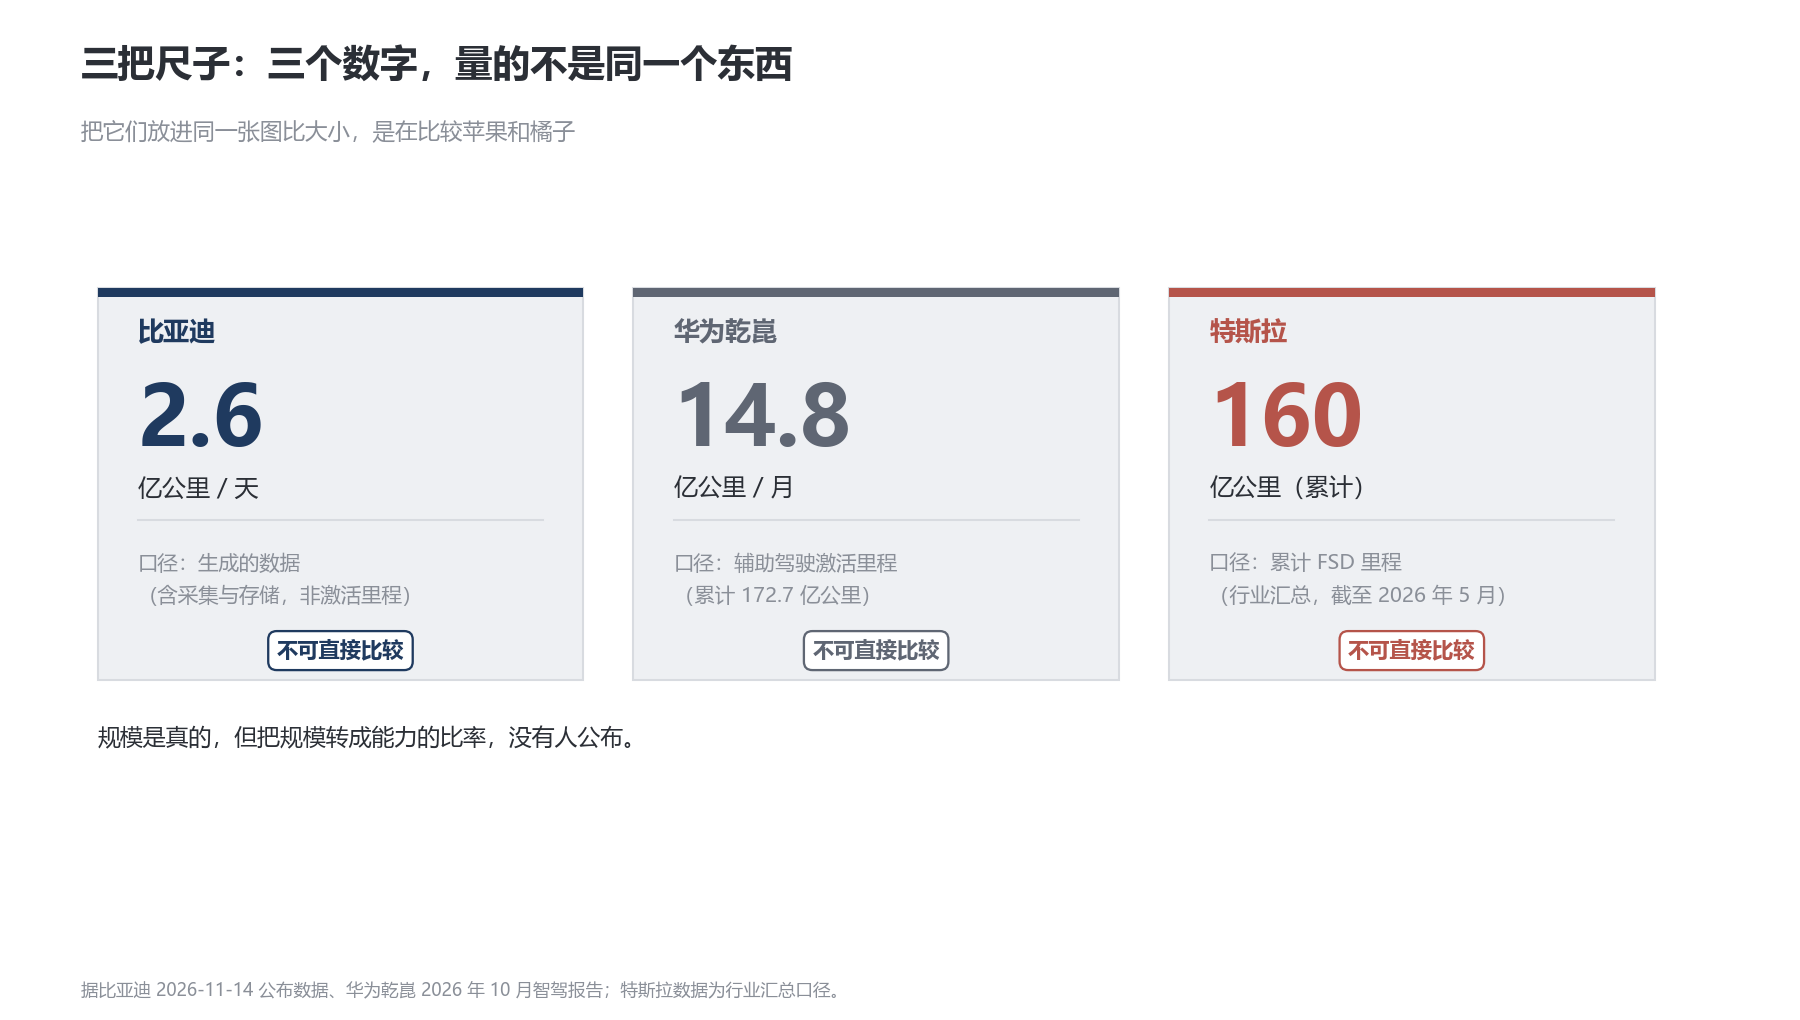 三把尺子：三个数字，量的不是同一个东西
把它们放进同一张图比大小，是在比较苹果和橘子
比亚迪
2.6
亿公里 / 天
口径：生成的数据
（含采集与存储，非激活里程）
不可直接比较
华为乾崑
14.8
亿公里 / 月
口径：辅助驾驶激活里程
（累计 172.7 亿公里）
不可直接比较
特斯拉
160
亿公里（累计）
口径：累计 FSD 里程
（行业汇总，截至 2026 年 5 月）
不可直接比较
规模是真的，但把规模转成能力的比率，没有人公布。
据比亚迪 2026-11-14 公布数据、华为乾崑 2026 年 10 月智驾报告；特斯拉数据为行业汇总口径。